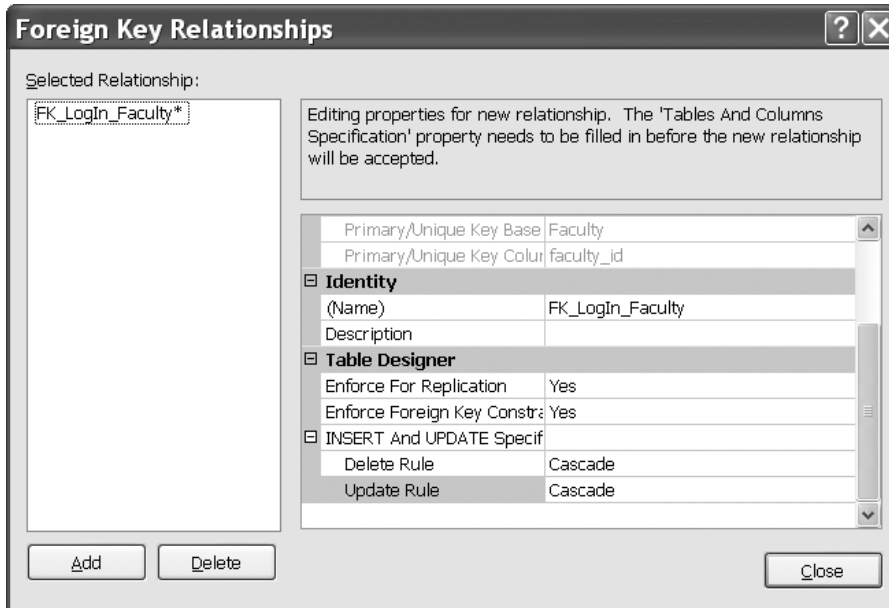 Foreign Key Relationships
Selected Relationship:
FK_LogIn_Faculty*
Editing properties for new relationship. The 'Tables And Columns
Specification' property needs to be filled in before the new relationship
will be accepted.
Primary/Unique Key Base Faculty
Primary/Unique Key Colur faculty_id
Identity
(Name) FK_LogIn_Faculty
Description
Table Designer
Enforce For Replication Yes
Enforce Foreign Key Constra Yes
INSERT And UPDATE Specif
Delete Rule Cascade
Update Rule Cascade
Add Delete
Close